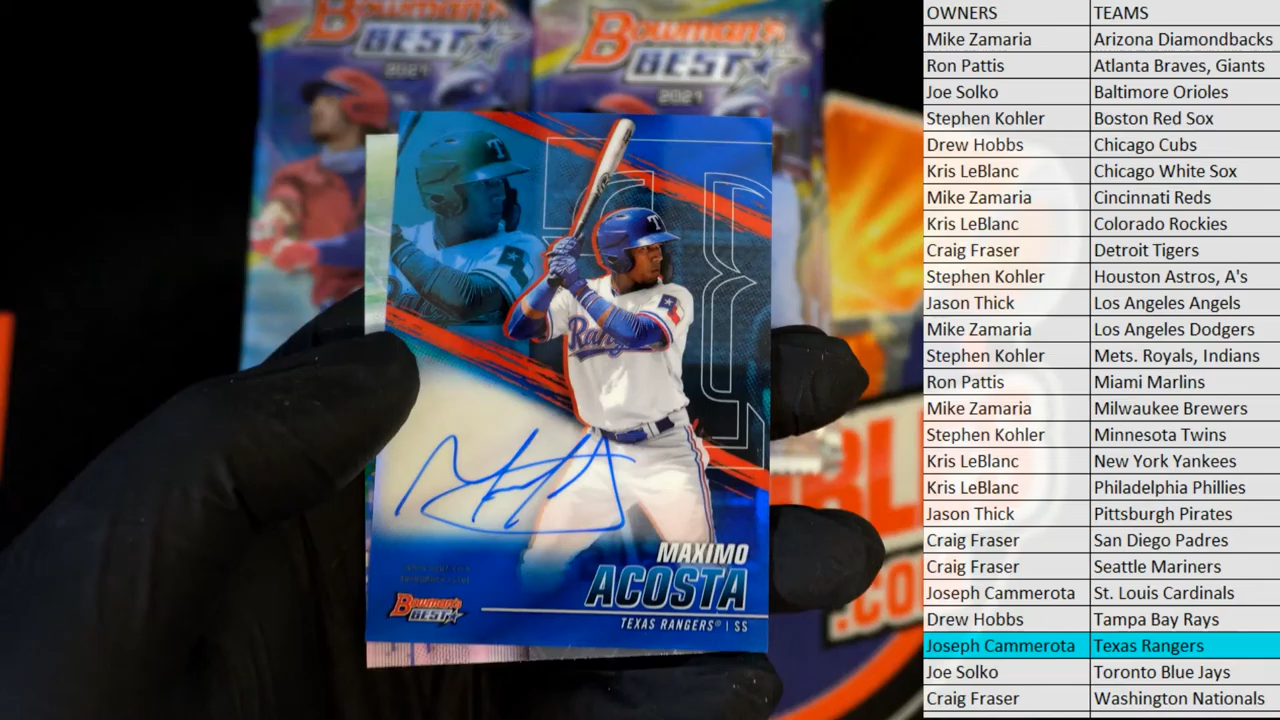 Bowman's
BEST
2021
Bowman's
BEST
2021
T
T
Rangers
MAXIMO
ACOSTA
TEXAS RANGERS® | SS
Bowman's
BEST
OWNERS TEAMS
Mike Zamaria Arizona Diamondbacks
Ron Pattis Atlanta Braves, Giants
Joe Solko Baltimore Orioles
Stephen Kohler Boston Red Sox
Drew Hobbs Chicago Cubs
Kris LeBlanc Chicago White Sox
Mike Zamaria Cincinnati Reds
Kris LeBlanc Colorado Rockies
Craig Fraser Detroit Tigers
Stephen Kohler Houston Astros, A's
Jason Thick Los Angeles Angels
Mike Zamaria Los Angeles Dodgers
Stephen Kohler Mets. Royals, Indians
Ron Pattis Miami Marlins
Mike Zamaria Milwaukee Brewers
Stephen Kohler Minnesota Twins
Kris LeBlanc New York Yankees
Kris LeBlanc Philadelphia Phillies
Jason Thick Pittsburgh Pirates
Craig Fraser San Diego Padres
Craig Fraser Seattle Mariners
Joseph Cammerota St. Louis Cardinals
Drew Hobbs Tampa Bay Rays
Joseph Cammerota Texas Rangers
Joe Solko Toronto Blue Jays
Craig Fraser Washington Nationals